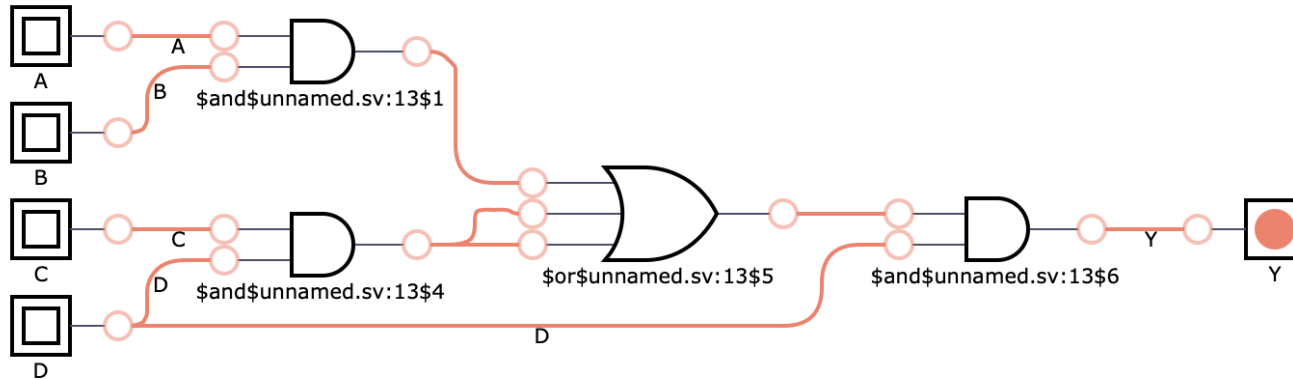 A
A
B
$and$unnamed.sv:13$1
B
C
C
D
$and$unnamed.sv:13$4
$or$unnamed.sv:13$5
$and$unnamed.sv:13$6
Y
Y
D
D